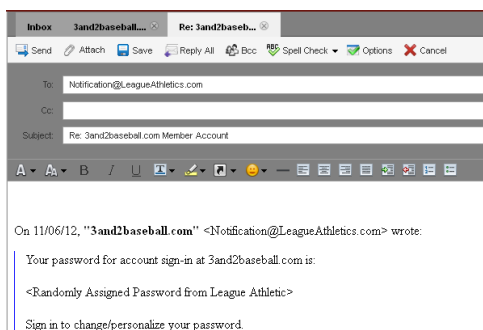 Inbox 3and2baseball.... Re: 3and2baseb...
Send Attach Save Reply All Bcc ABC Spell Check Options Cancel
To: Notification@LeagueAthletics.com
Cc:
Subject: Re: 3and2baseball.com Member Account
A A B I U T
On 11/06/12, "3and2baseball.com" <Notification@LeagueAthletics.com> wrote:
Your password for account sign-in at 3and2baseball.com is:
<Randomly Assigned Password from League Athletic>
Sign in to change/personalize your password.